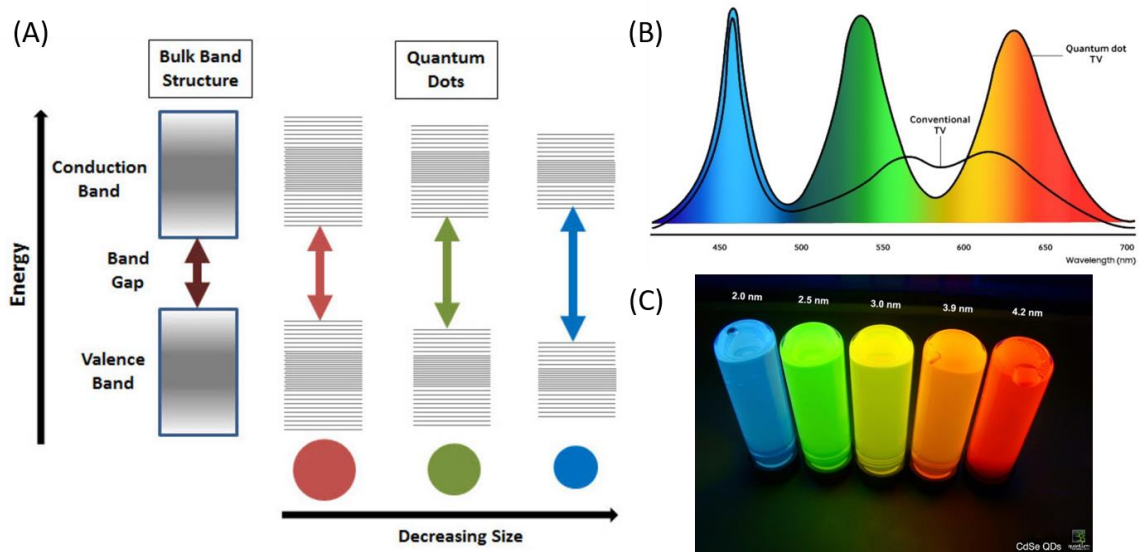 (A)
Bulk Band
Structure
Quantum
Dots
Energy
Conduction
Band
Band
Gap
Valence
Band
Decreasing Size
(B)
Quantum dot
TV
Conventional
TV
450 500 550 600 650 700
Wavelength (nm)
(C)
2.0 nm 2.5 nm 3.0 nm 3.9 nm 4.2 nm
CdSe QDs